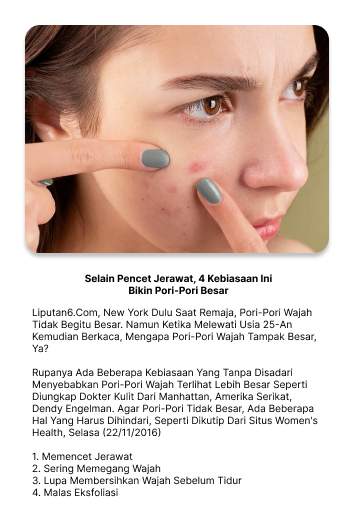 Selain Pencet Jerawat, 4 Kebiasaan Ini
Bikin Pori-Pori Besar
Liputan6.Com, New York Dulu Saat Remaja, Pori-Pori Wajah
Tidak Begitu Besar. Namun Ketika Melewati Usia 25-An
Kemudian Berkaca, Mengapa Pori-Pori Wajah Tampak Besar,
Ya?
Rupanya Ada Beberapa Kebiasaan Yang Tanpa Disadari
Menyebabkan Pori-Pori Wajah Terlihat Lebih Besar Seperti
Diungkap Dokter Kulit Dari Manhattan, Amerika Serikat,
Dendy Engelman. Agar Pori-Pori Tidak Besar, Ada Beberapa
Hal Yang Harus Dihindari, Seperti Dikutip Dari Situs Women's
Health, Selasa (22/11/2016)
1. Memencet Jerawat
2. Sering Memegang Wajah
3. Lupa Membersihkan Wajah Sebelum Tidur
4. Malas Eksfoliasi